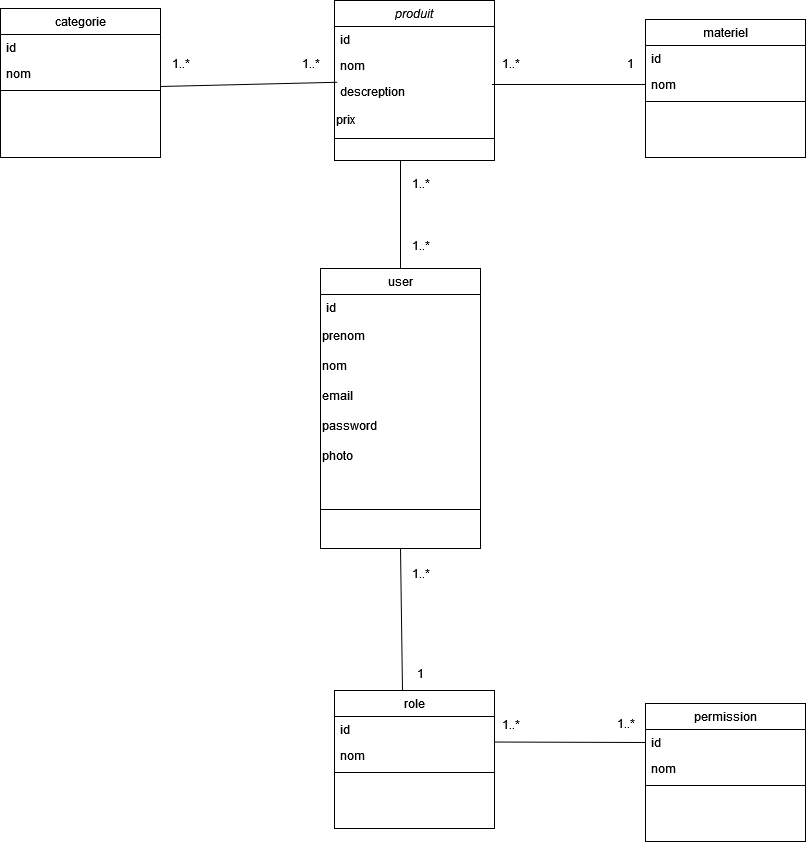 categorie
id
nom
1..*
1..*
produit
id
nom
descreption
prix
1..*
1
materiel
id
nom
1..*
1..*
user
id
prenom
nom
email
password
photo
1..*
1
role
id
nom
1..*
1..*
permission
id
nom